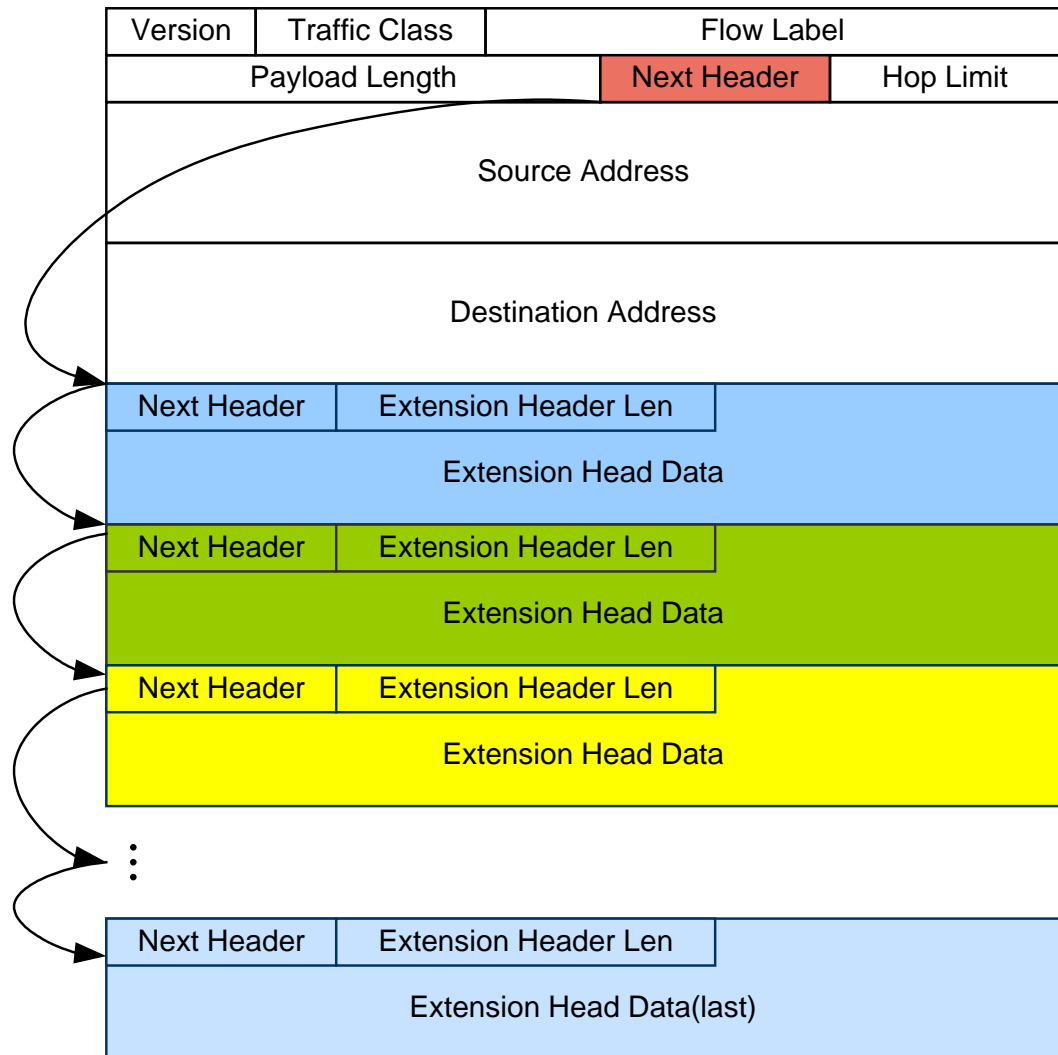 Version Traffic Class Flow Label
Payload Length Next Header Hop Limit
Source Address
Destination Address
Next Header Extension Header Len
Extension Head Data
Next Header Extension Header Len
Extension Head Data
Next Header Extension Header Len
Extension Head Data
⋮
Next Header Extension Header Len
Extension Head Data(last)